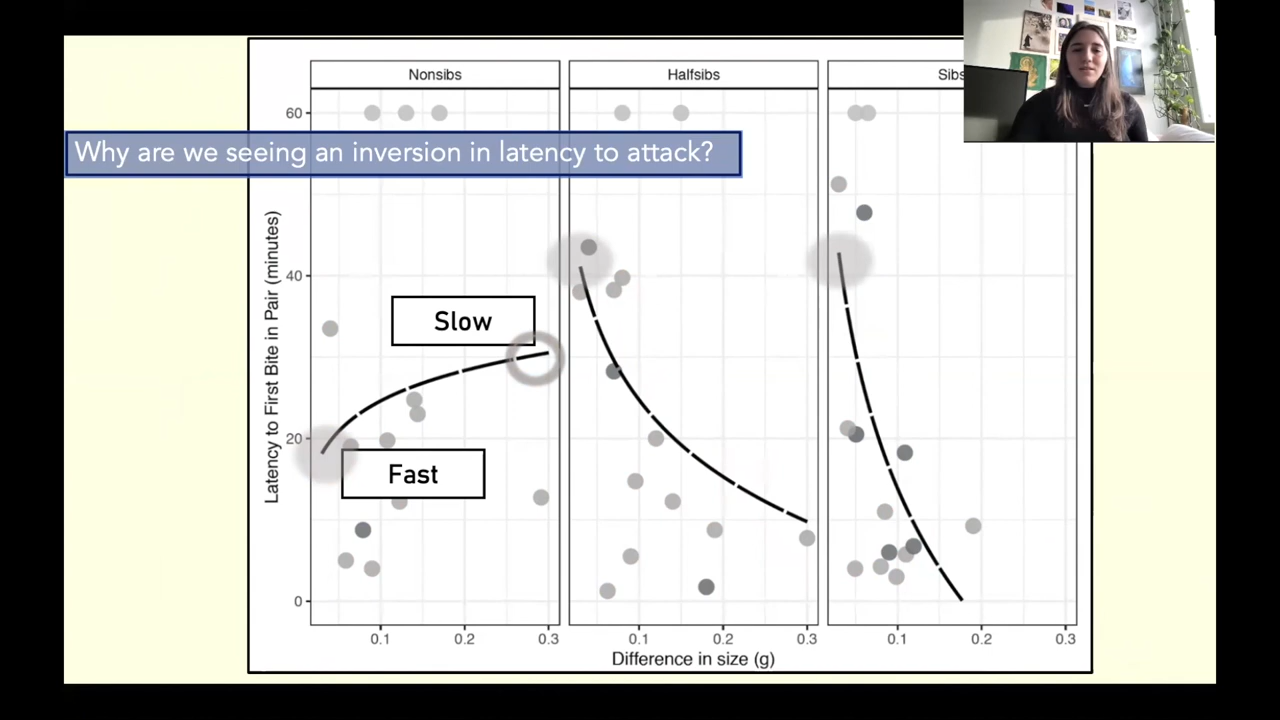 Nonsibs
Halfsibs
Sibs
Why are we seeing an inversion in latency to attack?
Latency to First Bite in Pair (minutes)
60
40
20
0
Slow
Fast
0.1 0.2 0.3
0.1 0.2 0.3
0.1 0.2 0.3
Difference in size (g)